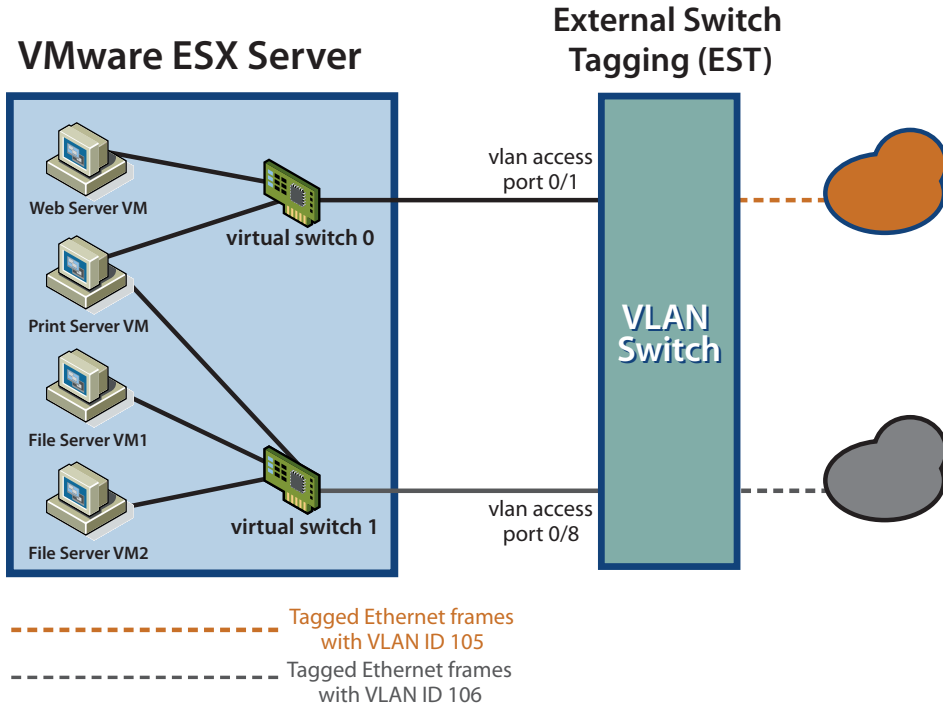 VMware ESX Server
External Switch
Tagging (EST)
Web Server VM
virtual switch 0
vlan access
port 0/1
Print Server VM
VLAN
Switch
File Server VM1
virtual switch 1
vlan access
port 0/8
File Server VM2
Tagged Ethernet frames
with VLAN ID 105
Tagged Ethernet frames
with VLAN ID 106